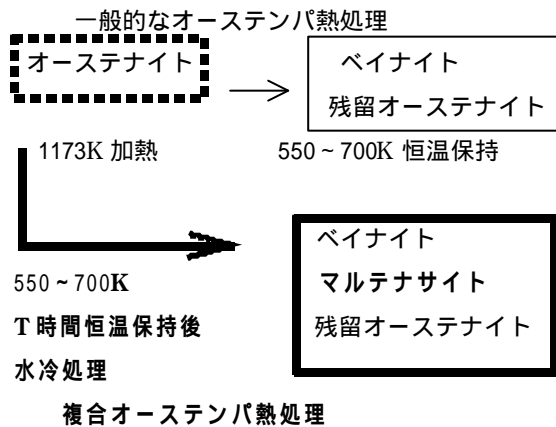 一般的なオーステンパ熱処理
オーステナイト
ベイナイト
残留オーステナイト
1173K 加熱
550~700K 恒温保持
550~700K
T 時間恒温保持後
水冷処理
ベイナイト
マルテナサイト
残留オーステナイト
複合オーステンパ熱処理